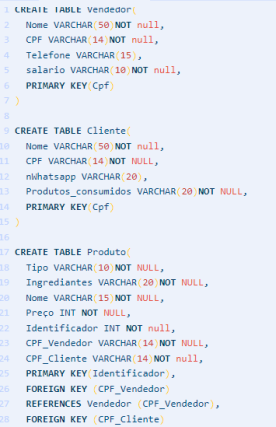 1 CREATE TABLE Vendedor(
2 Nome VARCHAR(50)NOT null,
3 CPF VARCHAR(14)NOT null,
4 Telefone VARCHAR(15),
5 salario VARCHAR(10)NOT null,
6 PRIMARY KEY(Cpf)
7 )
8
9 CREATE TABLE Cliente(
10 Nome VARCHAR(50)NOT null,
11 CPF VARCHAR(14)NOT NULL,
12 nWhatsapp VARCHAR(20),
13 Produtos_consumidos VARCHAR(20)NOT NULL,
14 PRIMARY KEY(Cpf)
15 )
16
17 CREATE TABLE Produto(
18 Tipo VARCHAR(10)NOT NULL,
19 Ingrediantes VARCHAR(20)NOT NULL,
20 Nome VARCHAR(15)NOT NULL,
21 Preço INT NOT NULL,
22 Identificador INT NOT null,
23 CPF_Vendedor VARCHAR(14)NOT NULL,
24 CPF_Cliente VARCHAR(14)NOT null,
25 PRIMARY KEY(Identificador),
26 FOREIGN KEY (CPF_Vendedor)
27 REFERENCES Vendedor (CPF_Vendedor),
28 FOREIGN KEY (CPF_Cliente)